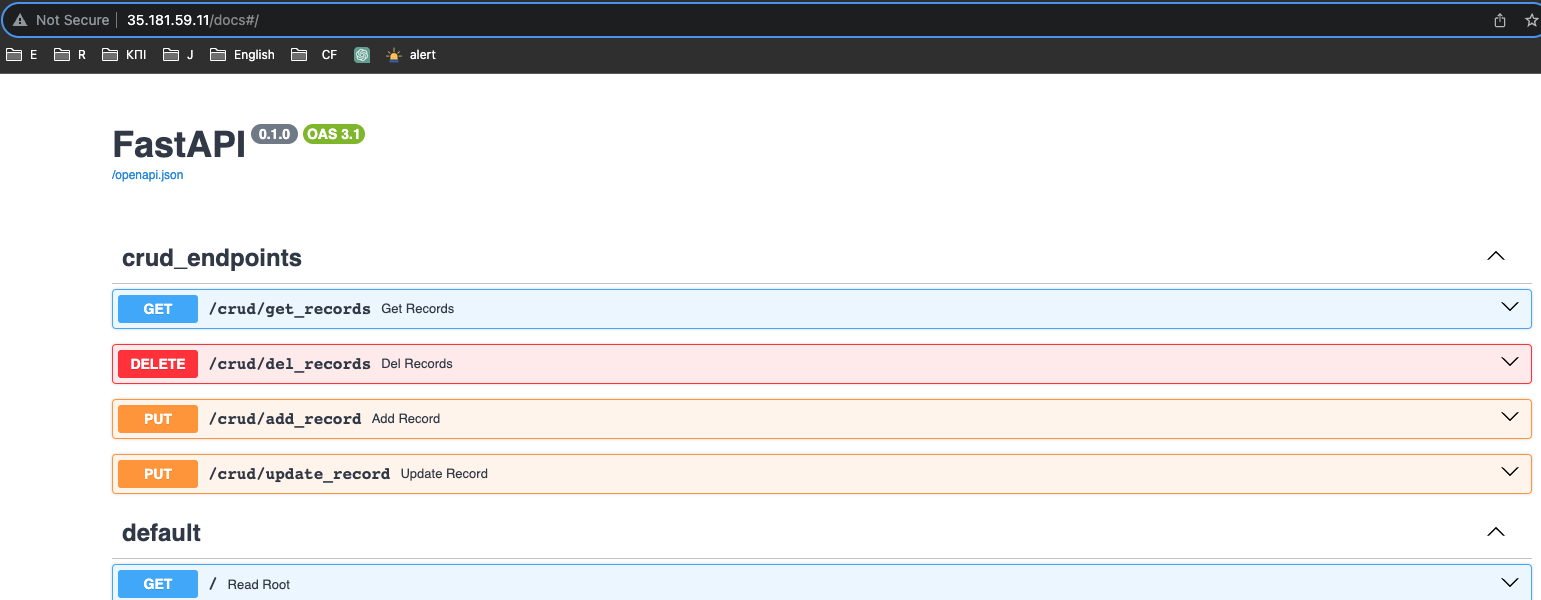 Not Secure 35.181.59.11/docs#/
E R КПІ J English CF alert
FastAPI 0.1.0 OAS 3.1
/openapi.json
crud_endpoints
GET /crud/get_records Get Records
DELETE /crud/del_records Del Records
PUT /crud/add_record Add Record
PUT /crud/update_record Update Record
default
GET / Read Root